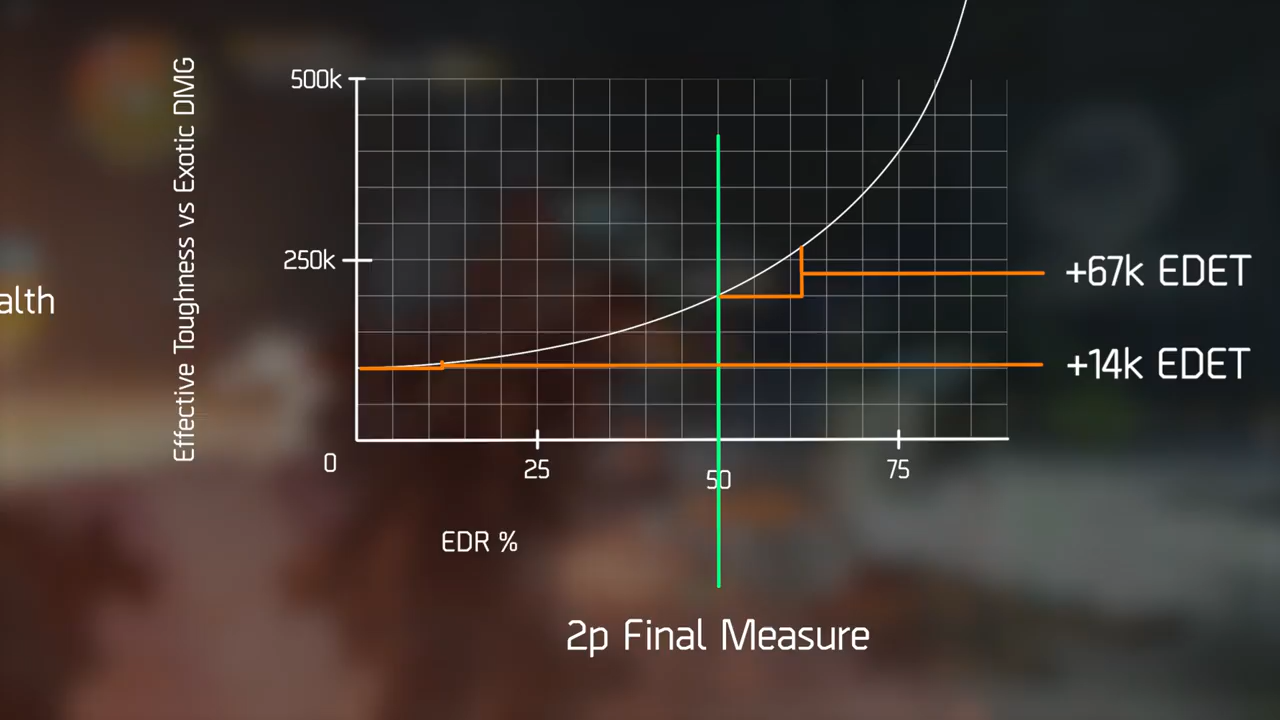 Effective Toughness vs Exotic DMG
500k
250k
+67k EDET
alth
+14k EDET
0
25
50
75
EDR %
2p Final Measure